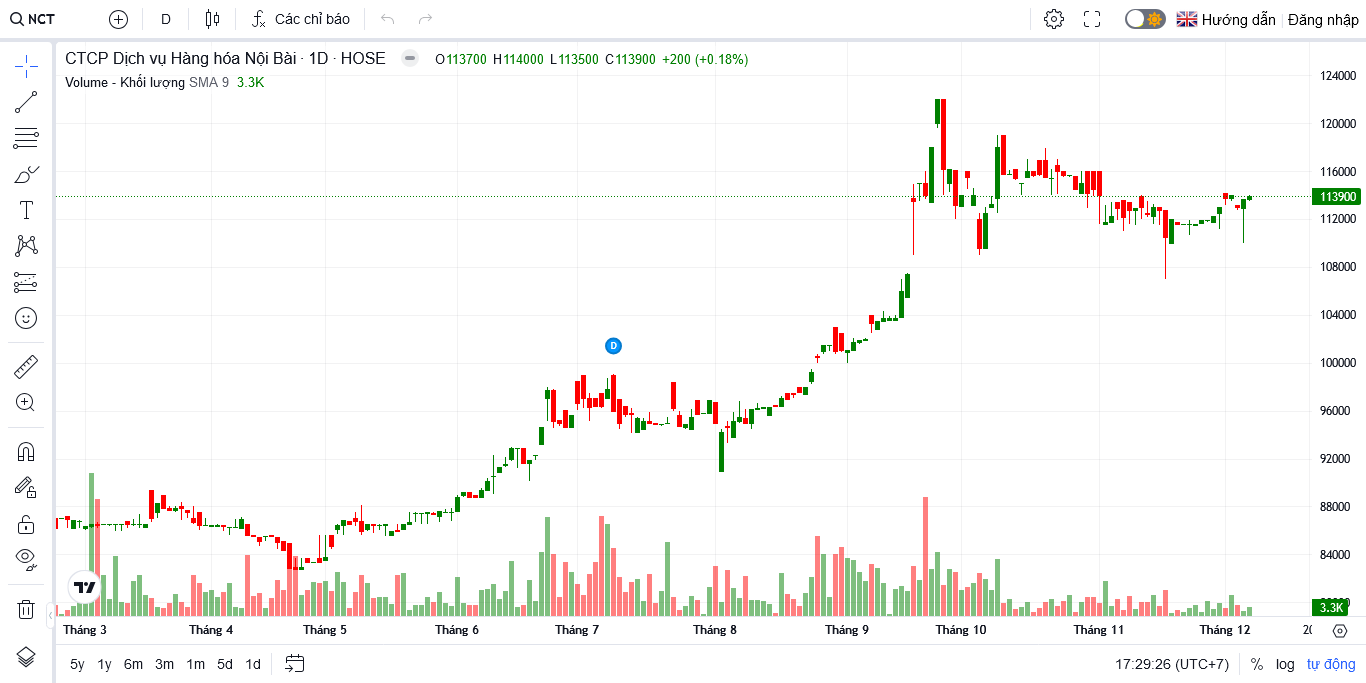 NCT D Các chỉ báo Hướng dẫn Đăng nhập
CTCP Dịch vụ Hàng hóa Nội Bài · 1D · HOSE O113700 H114000 L113500 C113900 +200 (+0.18%)
Volume - Khối lượng SMA 9 3.3K
124000
120000
116000
113900
112000
108000
104000
D
100000
96000
92000
88000
84000
3.3K
Tháng 3 Tháng 4 Tháng 5 Tháng 6 Tháng 7 Tháng 8 Tháng 9 Tháng 10 Tháng 11 Tháng 12
5y 1y 6m 3m 1m 5d 1d 17:29:26 (UTC+7) % log tự động